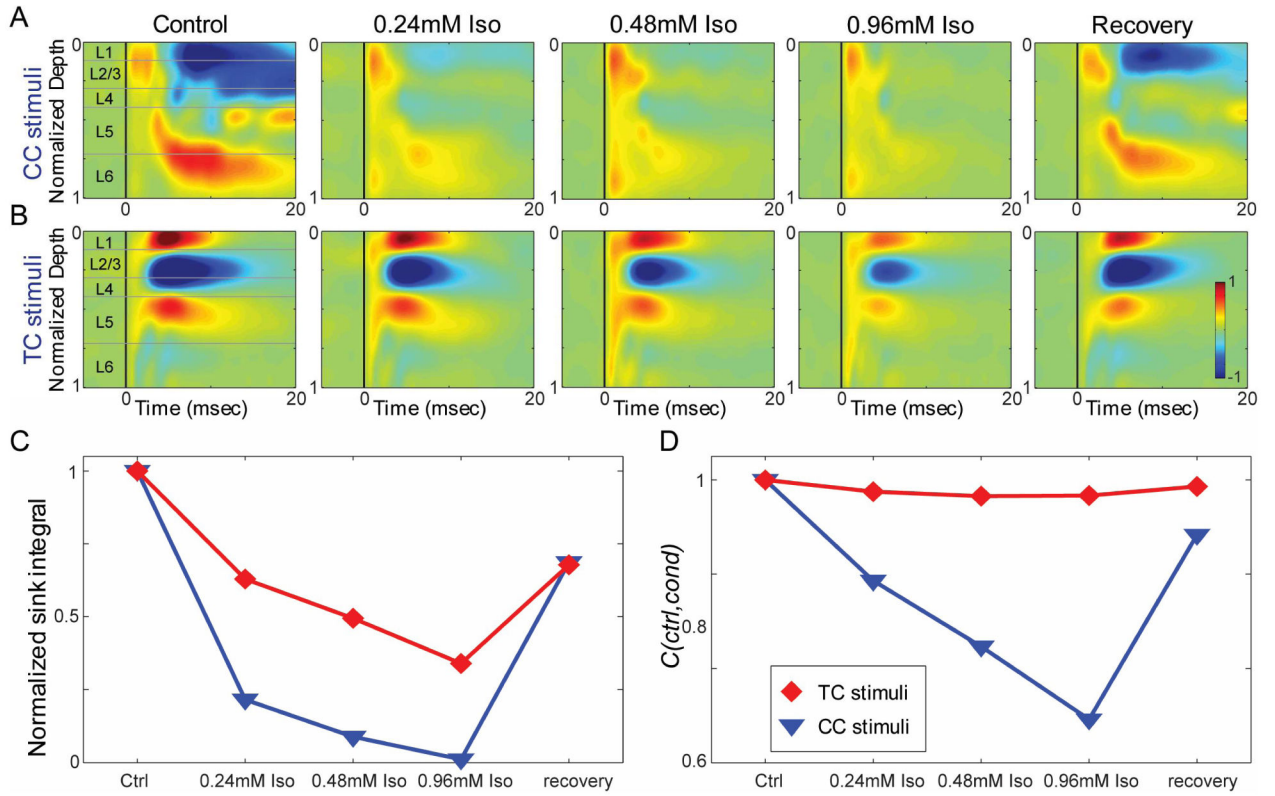 A
Control
0.24mM Iso
0.48mM Iso
0.96mM Iso
Recovery
CC stimuli
Normalized Depth
0
L1
L2/3
L4
L5
L6
1
0 20
0
1
0 20
0
1
0 20
0
1
0 20
0
1
0 20
B
TC stimuli
Normalized Depth
0
L1
L2/3
L4
L5
L6
1
0 Time (msec) 20
0
1
0 Time (msec) 20
0
1
0 Time (msec) 20
0
1
0 Time (msec) 20
0
1
0 Time (msec) 20
1
-1
C
Normalized sink integral
1
0.5
0
Ctrl 0.24mM Iso 0.48mM Iso 0.96mM Iso recovery
D
C(ctrl,cond)
1
0.8
0.6
TC stimuli
CC stimuli
Ctrl 0.24mM Iso 0.48mM Iso 0.96mM Iso recovery